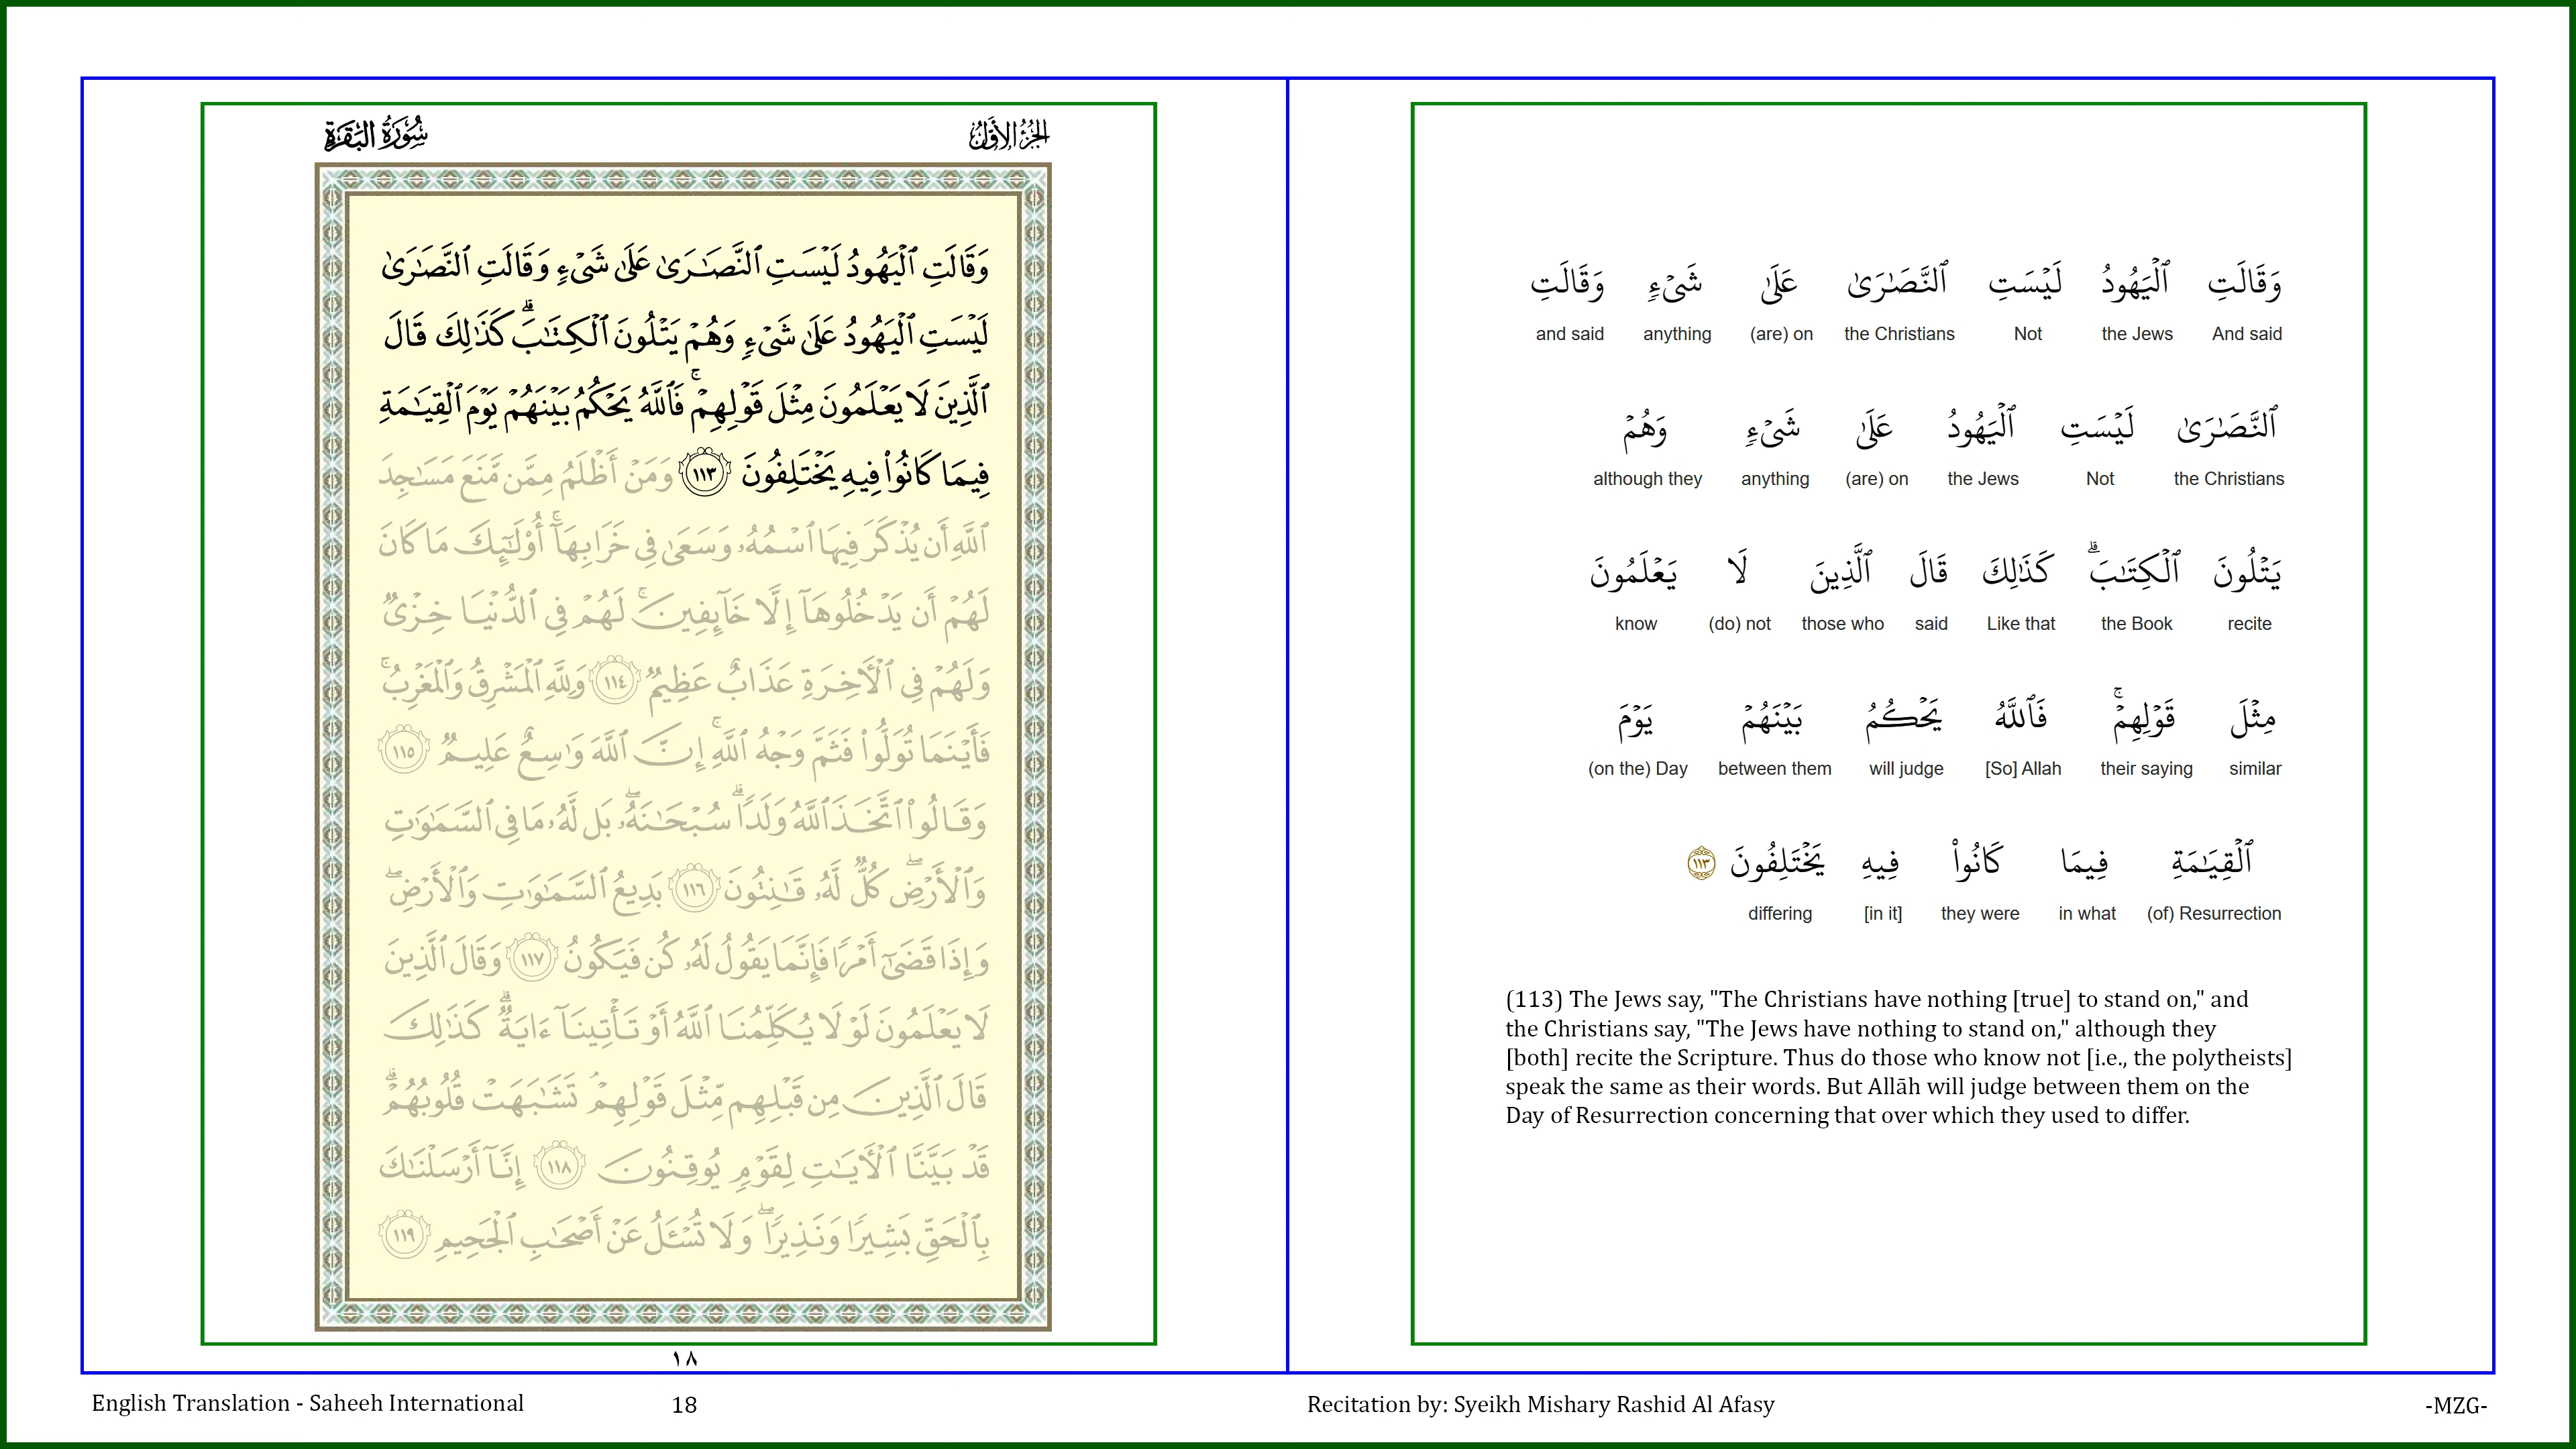 سُورَةُ البَقَرَةِ
الجُزْءُ الأَوَّلُ
وَقَالَتِ ٱلْيَهُودُ لَيْسَتِ ٱلنَّصَـٰرَىٰ عَلَىٰ شَىْءٍ وَقَالَتِ ٱلنَّصَـٰرَىٰ
لَيْسَتِ ٱلْيَهُودُ عَلَىٰ شَىْءٍ وَهُمْ يَتْلُونَ ٱلْكِتَـٰبَ ۗ كَذَٰلِكَ قَالَ
ٱلَّذِينَ لَا يَعْلَمُونَ مِثْلَ قَوْلِهِمْ ۚ فَٱللَّهُ يَحْكُمُ بَيْنَهُمْ يَوْمَ ٱلْقِيَـٰمَةِ
فِيمَا كَانُوا۟ فِيهِ يَخْتَلِفُونَ ١١٣ وَمَنْ أَظْلَمُ مِمَّن مَّنَعَ مَسَـٰجِدَ
ٱللَّهِ أَن يُذْكَرَ فِيهَا ٱسْمُهُۥ وَسَعَىٰ فِى خَرَابِهَآ ۚ أُو۟لَـٰٓئِكَ مَا كَانَ
لَهُمْ أَن يَدْخُلُوهَآ إِلَّا خَآئِفِينَ ۚ لَهُمْ فِى ٱلدُّنْيَا خِزْىٌ
وَلَهُمْ فِى ٱلْـَٔاخِرَةِ عَذَابٌ عَظِيمٌ ١١٤ وَلِلَّهِ ٱلْمَشْرِقُ وَٱلْمَغْرِبُ ۚ
فَأَيْنَمَا تُوَلُّوا۟ فَثَمَّ وَجْهُ ٱللَّهِ ۚ إِنَّ ٱللَّهَ وَٰسِعٌ عَلِيمٌ ١١٥
وَقَالُوا۟ ٱتَّخَذَ ٱللَّهُ وَلَدًا ۗ سُبْحَـٰنَهُۥ ۖ بَل لَّهُۥ مَا فِى ٱلسَّمَـٰوَٰتِ
وَٱلْأَرْضِ ۖ كُلٌّ لَّهُۥ قَـٰنِتُونَ ١١٦ بَدِيعُ ٱلسَّمَـٰوَٰتِ وَٱلْأَرْضِ ۖ
وَإِذَا قَضَىٰٓ أَمْرًا فَإِنَّمَا يَقُولُ لَهُۥ كُن فَيَكُونُ ١١٧ وَقَالَ ٱلَّذِينَ
لَا يَعْلَمُونَ لَوْلَا يُكَلِّمُنَا ٱللَّهُ أَوْ تَأْتِينَآ ءَايَةٌ ۗ كَذَٰلِكَ
قَالَ ٱلَّذِينَ مِن قَبْلِهِم مِّثْلَ قَوْلِهِمْ ۘ تَشَـٰبَهَتْ قُلُوبُهُمْ ۗ
قَدْ بَيَّنَّا ٱلْـَٔايَـٰتِ لِقَوْمٍ يُوقِنُونَ ١١٨ إِنَّآ أَرْسَلْنَـٰكَ
بِٱلْحَقِّ بَشِيرًا وَنَذِيرًا ۖ وَلَا تُسْـَٔلُ عَنْ أَصْحَـٰبِ ٱلْجَحِيمِ ١١٩
١٨
وَقَالَتِ ٱلْيَهُودُ لَيْسَتِ ٱلنَّصَـٰرَىٰ عَلَىٰ شَىْءٍ وَقَالَتِ
and said anything (are) on the Christians Not the Jews And said
ٱلنَّصَـٰرَىٰ لَيْسَتِ ٱلْيَهُودُ عَلَىٰ شَىْءٍ وَهُمْ
although they anything (are) on the Jews Not the Christians
يَتْلُونَ ٱلْكِتَـٰبَ ۗ كَذَٰلِكَ قَالَ ٱلَّذِينَ لَا يَعْلَمُونَ
know (do) not those who said Like that the Book recite
مِثْلَ قَوْلِهِمْ ۚ فَٱللَّهُ يَحْكُمُ بَيْنَهُمْ يَوْمَ
(on the) Day between them will judge [So] Allah their saying similar
ٱلْقِيَـٰمَةِ فِيمَا كَانُوا۟ فِيهِ يَخْتَلِفُونَ ١١٣
differing [in it] they were in what (of) Resurrection
(113) The Jews say, "The Christians have nothing [true] to stand on," and
the Christians say, "The Jews have nothing to stand on," although they
[both] recite the Scripture. Thus do those who know not [i.e., the polytheists]
speak the same as their words. But Allāh will judge between them on the
Day of Resurrection concerning that over which they used to differ.
English Translation - Saheeh International
18
Recitation by: Syeikh Mishary Rashid Al Afasy
-MZG-